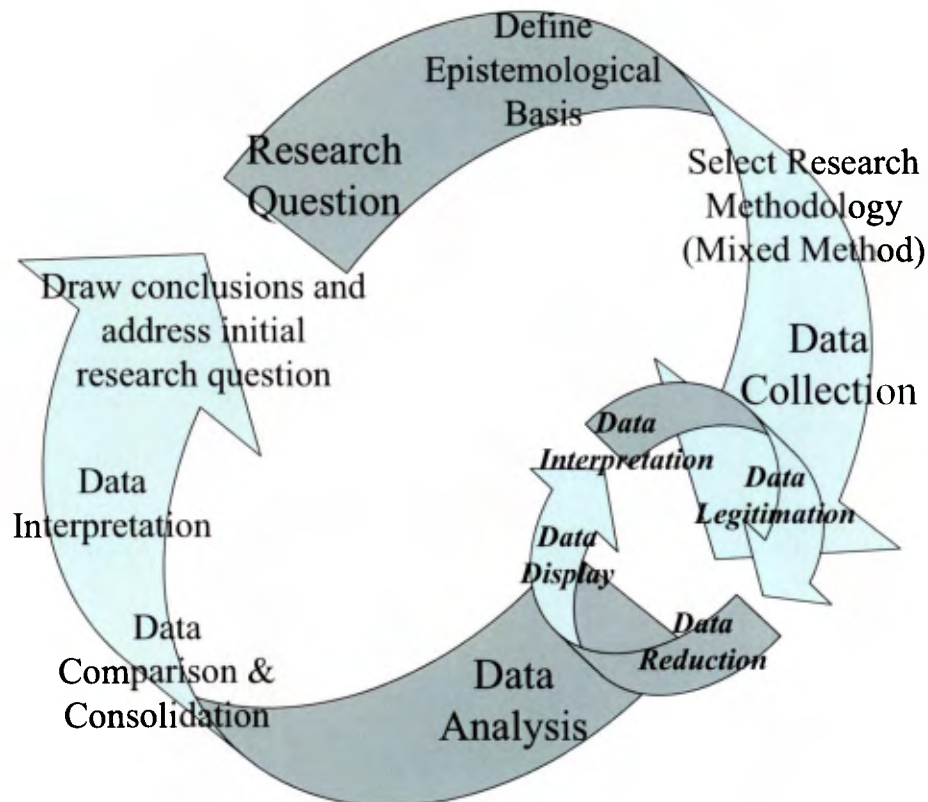 Define
Epistemological
Basis
Research
Question
Select Research
Methodology
(Mixed Method)
Data
Collection
Data
Interpretation
Data
Legitimation
Data
Reduction
Data
Display
Data
Analysis
Data
Comparison &
Consolidation
Data
Interpretation
Draw conclusions and
address initial
research question